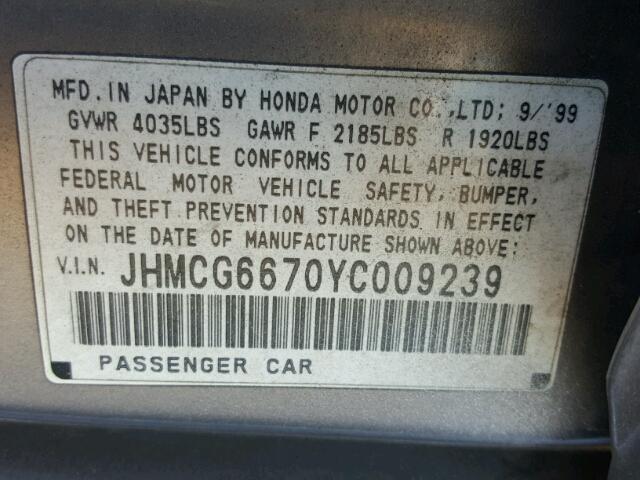 MFD. IN JAPAN BY HONDA MOTOR CO.,LTD; 9/'99
GVWR 4035LBS GAWR F 2185LBS R 1920LBS
THIS VEHICLE CONFORMS TO ALL APPLICABLE
FEDERAL MOTOR VEHICLE SAFETY, BUMPER,
AND THEFT PREVENTION STANDARDS IN EFFECT
ON THE DATE OF MANUFACTURE SHOWN ABOVE:
V.I.N. JHMCG6670YC009239
PASSENGER CAR